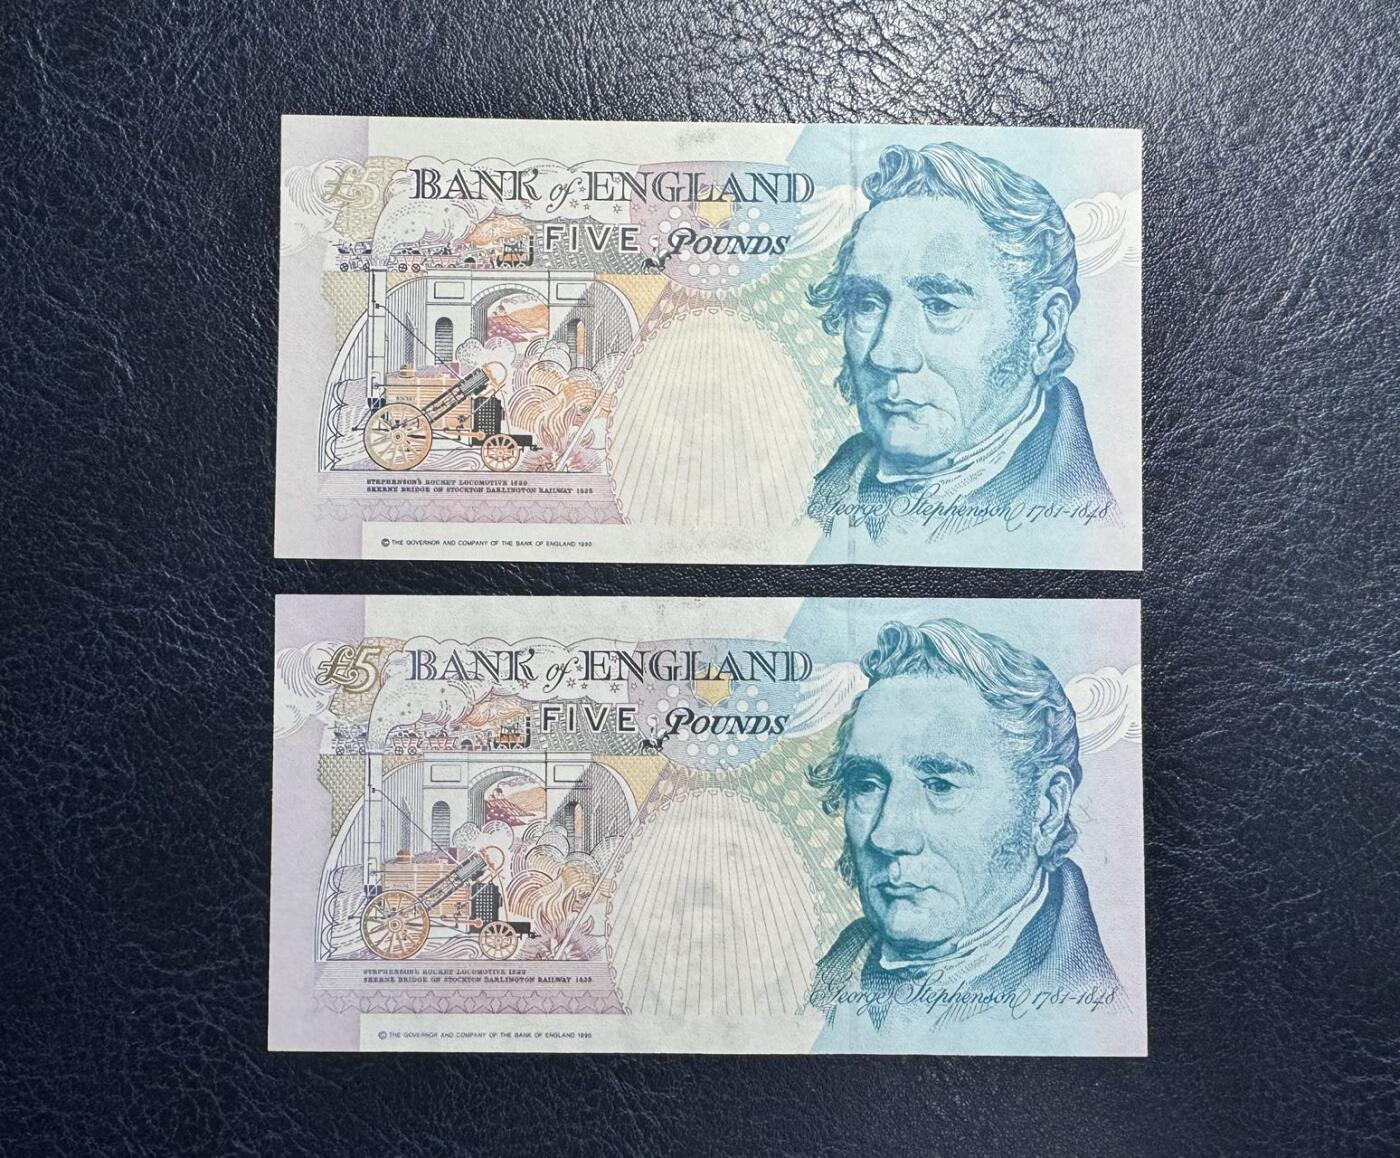 £5 BANK of ENGLAND
FIVE POUNDS
ROCKET
STEPHENSON'S ROCKET LOCOMOTIVE 1829
SKERNE BRIDGE ON STOCKTON DARLINGTON RAILWAY 1825
George Stephenson 1781-1848
© THE GOVERNOR AND COMPANY OF THE BANK OF ENGLAND 1990
£5 BANK of ENGLAND
FIVE POUNDS
STEPHENSON'S ROCKET LOCOMOTIVE 1829
SKERNE BRIDGE ON STOCKTON DARLINGTON RAILWAY 1825
George Stephenson 1781-1848
© THE GOVERNOR AND COMPANY OF THE BANK OF ENGLAND 1990